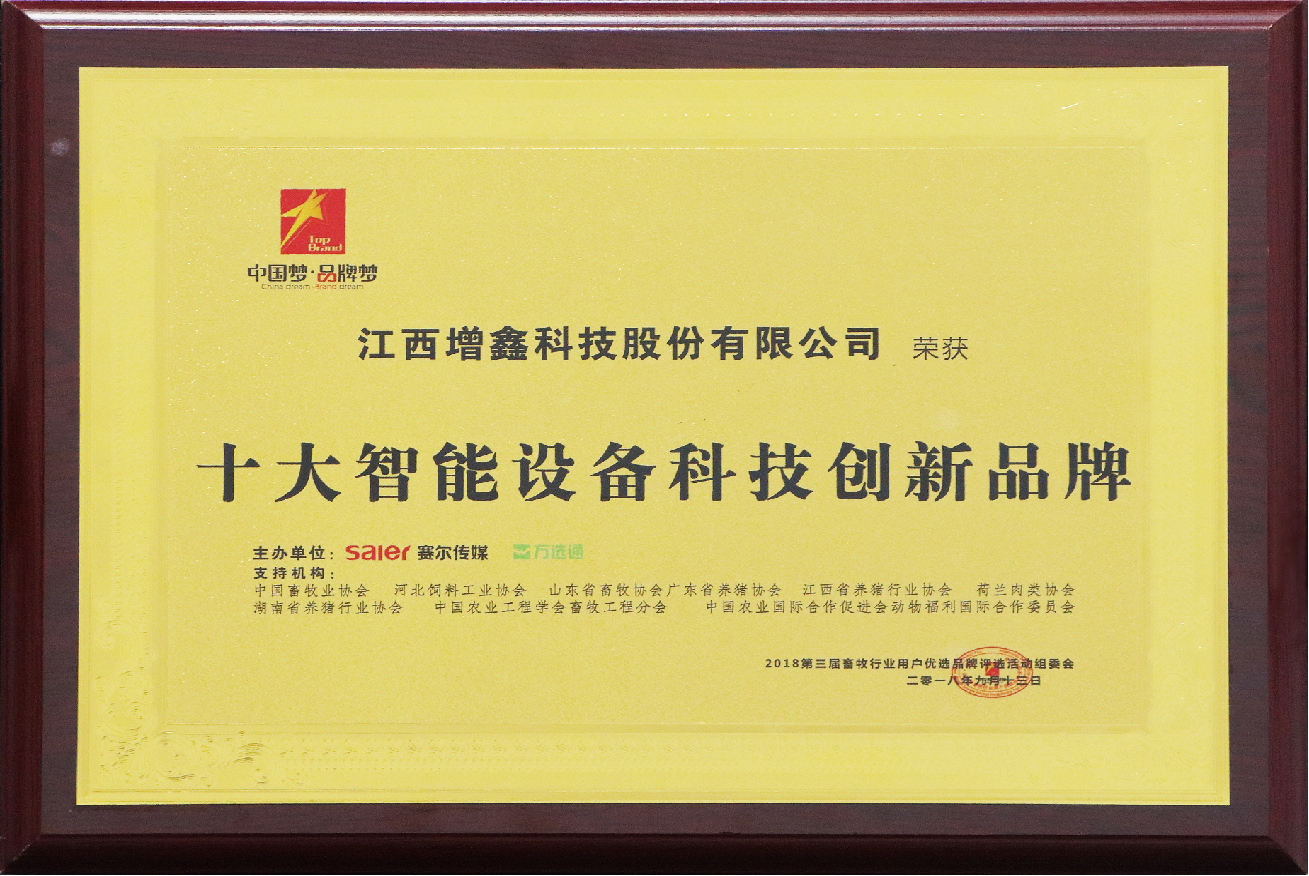 Top
Brand
中国梦·品牌梦
China dream · Brand dream
江西增鑫科技股份有限公司 荣获
十大智能设备科技创新品牌
主办单位: saier 赛尔传媒 万选通
支持机构:
中国畜牧业协会 河北饲料工业协会 山东省畜牧协会广东省养猪协会 江西省养猪行业协会 荷兰肉类协会
湖南省养猪行业协会 中国农业工程学会畜牧工程分会 中国农业国际合作促进会动物福利国际合作委员会
2018第三届畜牧行业用户优选品牌评选活动组委会
二零一八年九月十三日